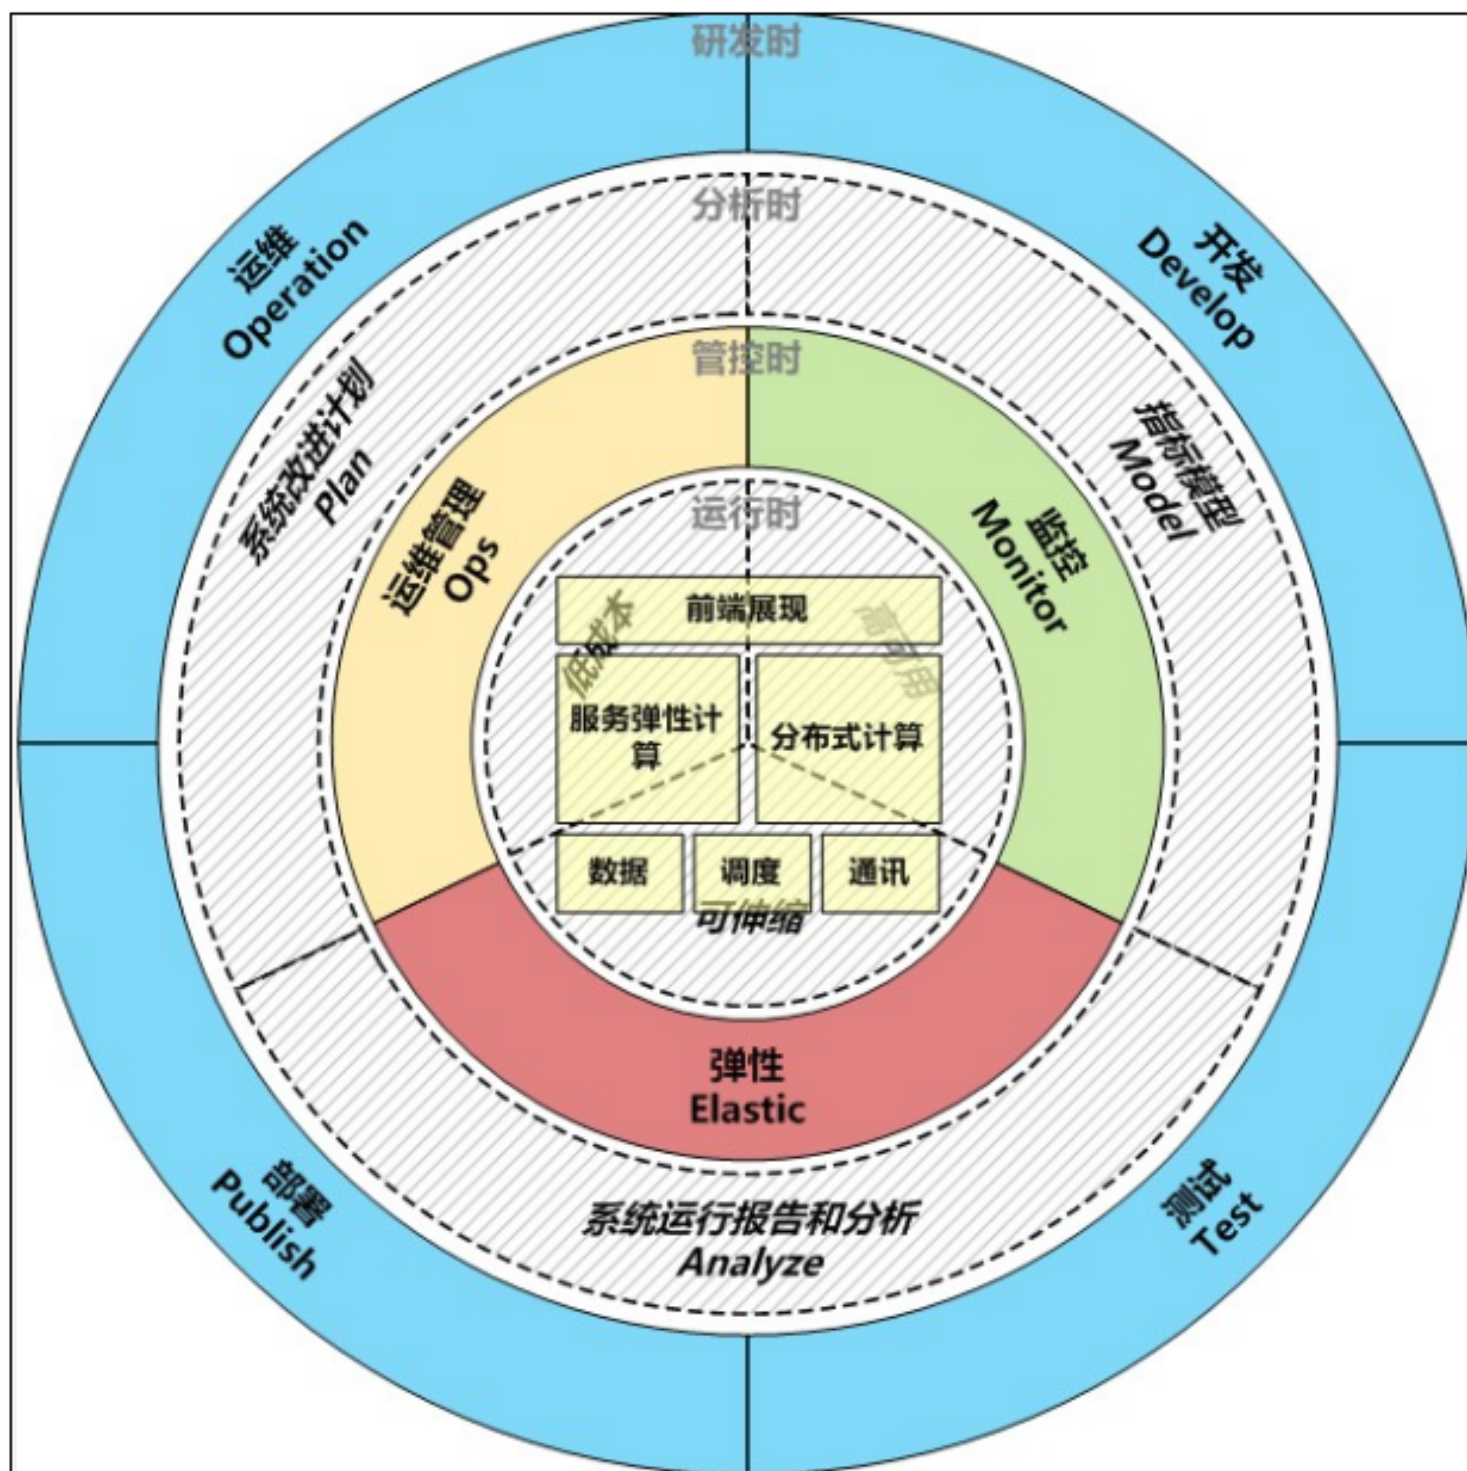 研发时
运维
Operation
开发
Develop
分析时
系统改进计划
Plan
指标模型
Model
管控时
运维管理
Ops
监控
Monitor
运行时
低成本
前端展现
高可用
服务弹性计
算
分布式计算
数据
调度
通讯
可伸缩
弹性
Elastic
系统运行报告和分析
Analyze
部署
Publish
测试
Test